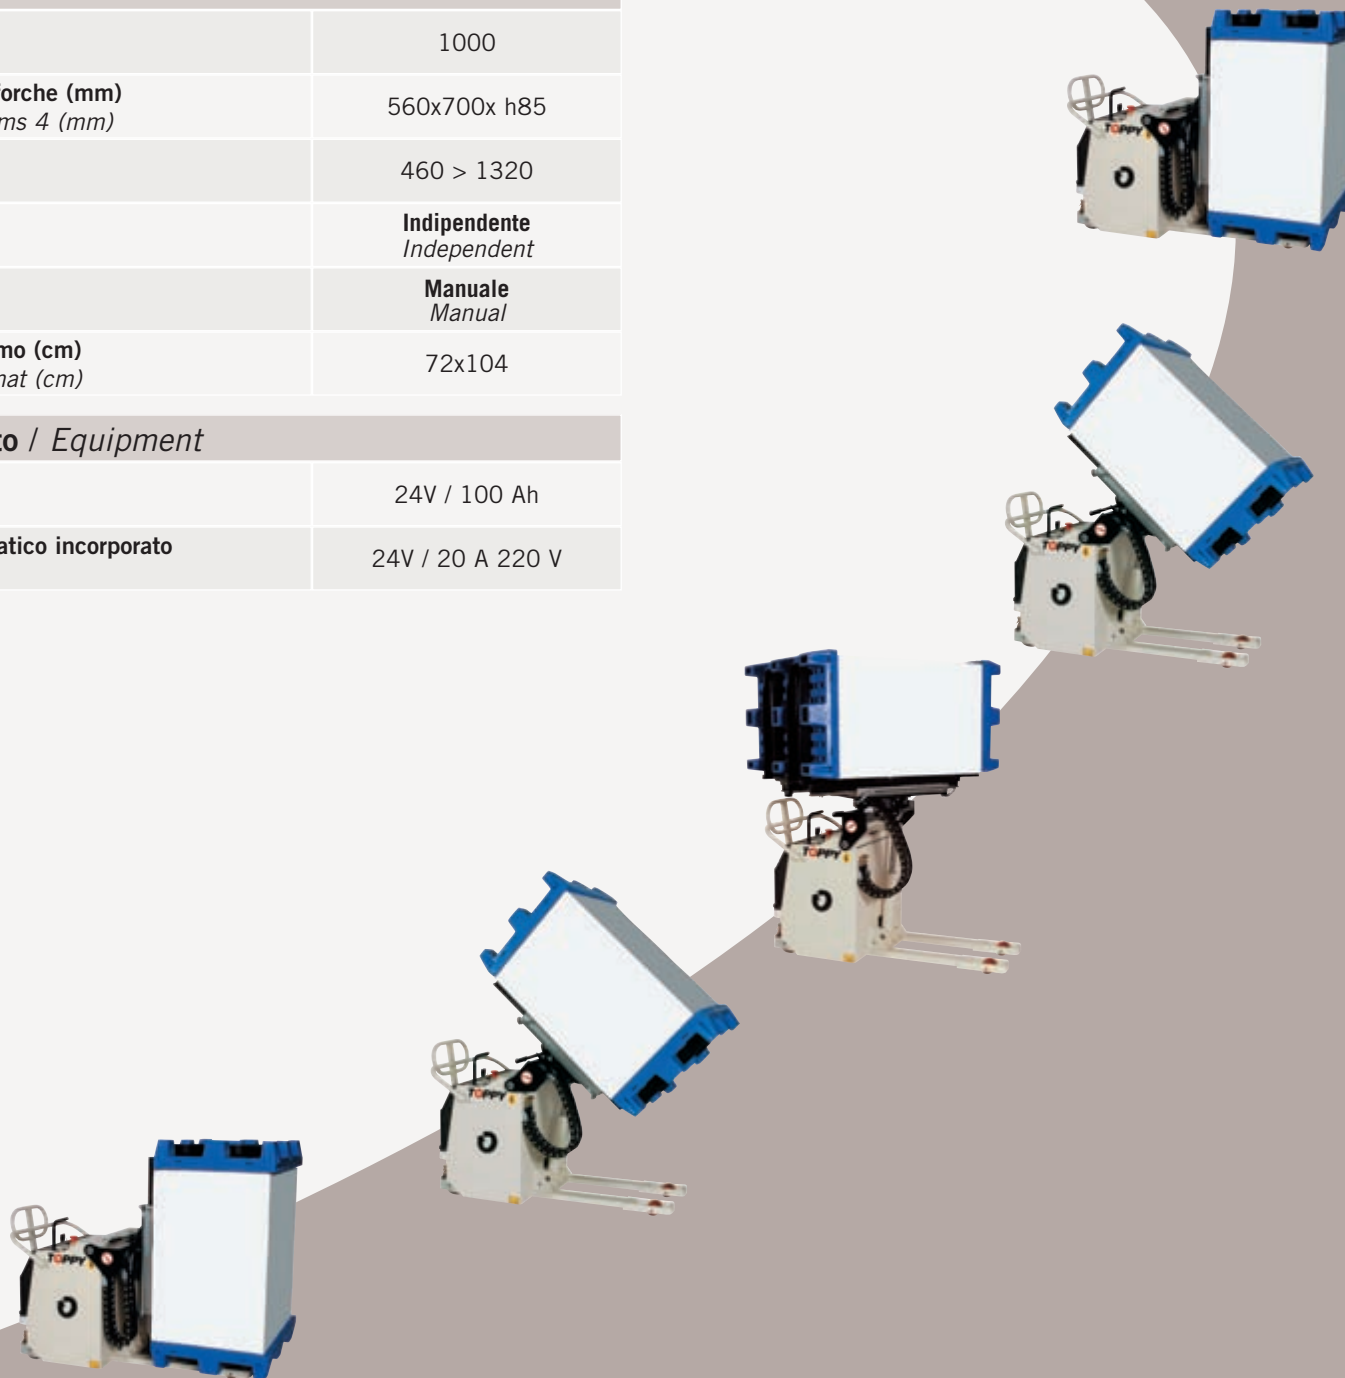 1000
forche (mm)
ms 4 (mm)
560x700x h85
460 > 1320
Indipendente
Independent
Manuale
Manual
mo (cm)
nat (cm)
72x104
to / Equipment
24V / 100 Ah
atico incorporato
24V / 20 A 220 V
TOPPY
TOPPY
TOPPY
TOPPY
TOPPY